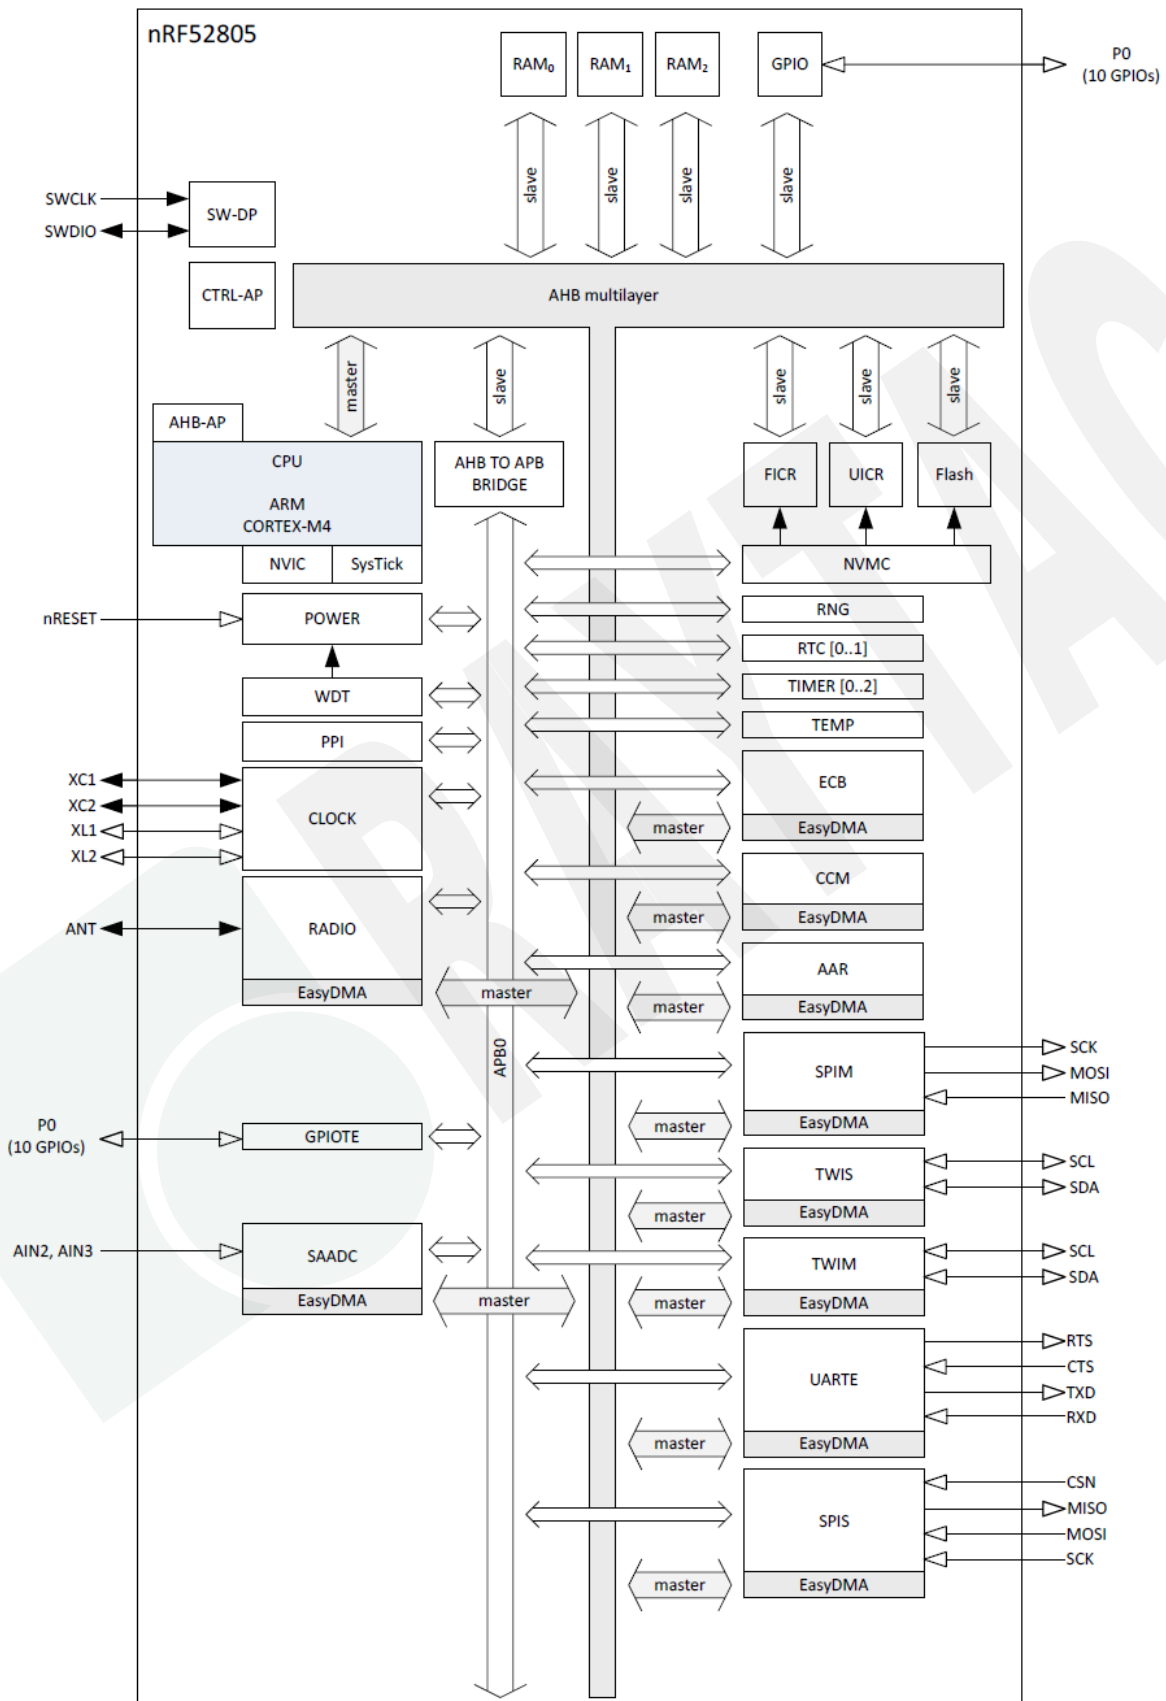 nRF52805
RAM0
RAM1
RAM2
GPIO
P0
(10 GPIOs)
slave
slave
slave
slave
SWCLK
SWDIO
SW-DP
CTRL-AP
AHB multilayer
master
slave
slave
slave
slave
AHB-AP
CPU
ARM
CORTEX-M4
NVIC
SysTick
AHB TO APB
BRIDGE
FICR
UICR
Flash
NVMC
nRESET
POWER
RNG
RTC [0..1]
WDT
TIMER [0..2]
PPI
TEMP
XC1
XC2
XL1
XL2
CLOCK
ECB
master
EasyDMA
CCM
master
EasyDMA
ANT
RADIO
EasyDMA
master
AAR
master
EasyDMA
APB0
SPIM
master
EasyDMA
SCK
MOSI
MISO
P0
(10 GPIOs)
GPIOTE
TWIS
master
EasyDMA
SCL
SDA
AIN2, AIN3
SAADC
EasyDMA
master
TWIM
master
EasyDMA
SCL
SDA
UARTE
master
EasyDMA
RTS
CTS
TXD
RXD
SPIS
master
EasyDMA
CSN
MISO
MOSI
SCK
RAYTAC